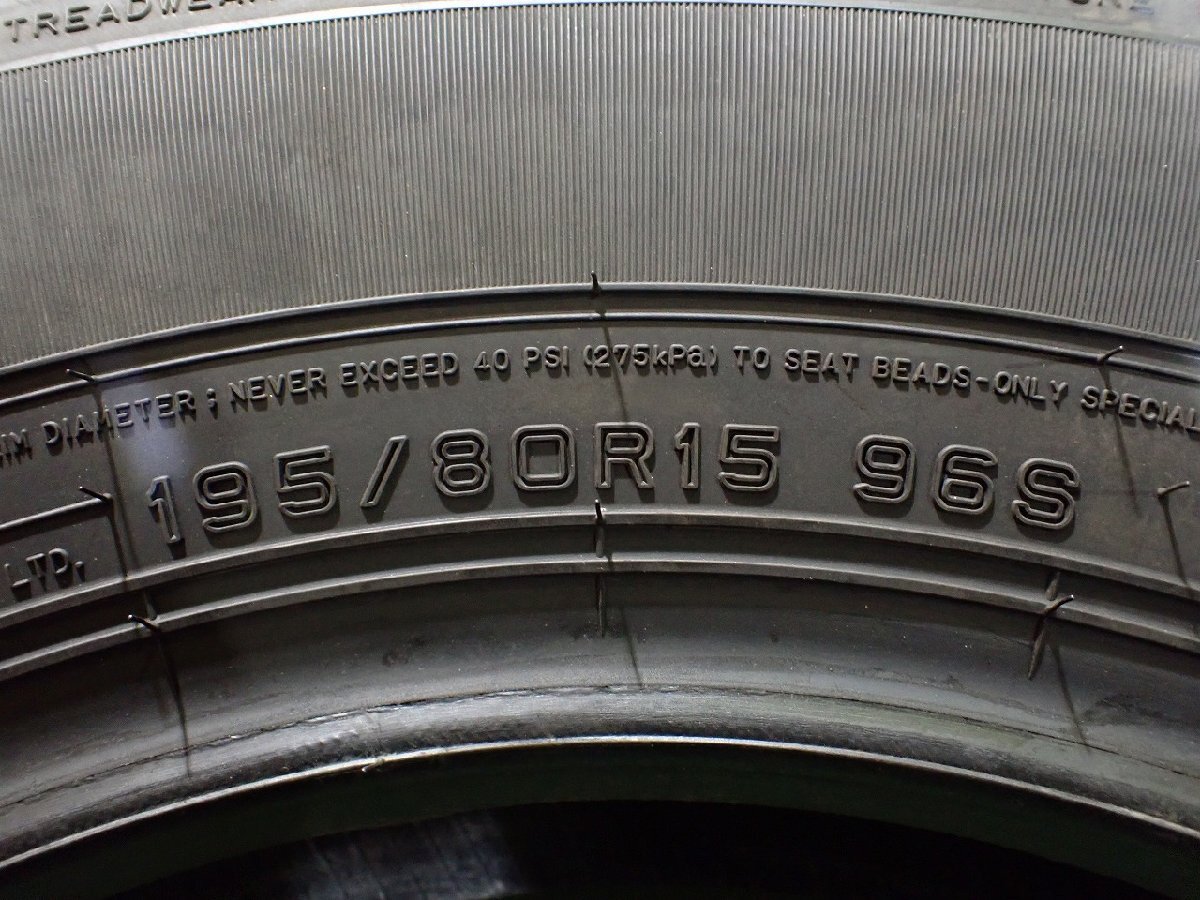 TREADWEAR
DIAMETER ; NEVER EXCEED 40 PSI (275kPa) TO SEAT BEADS-ONLY SPECIAL
195/80R15 96S
LTD.